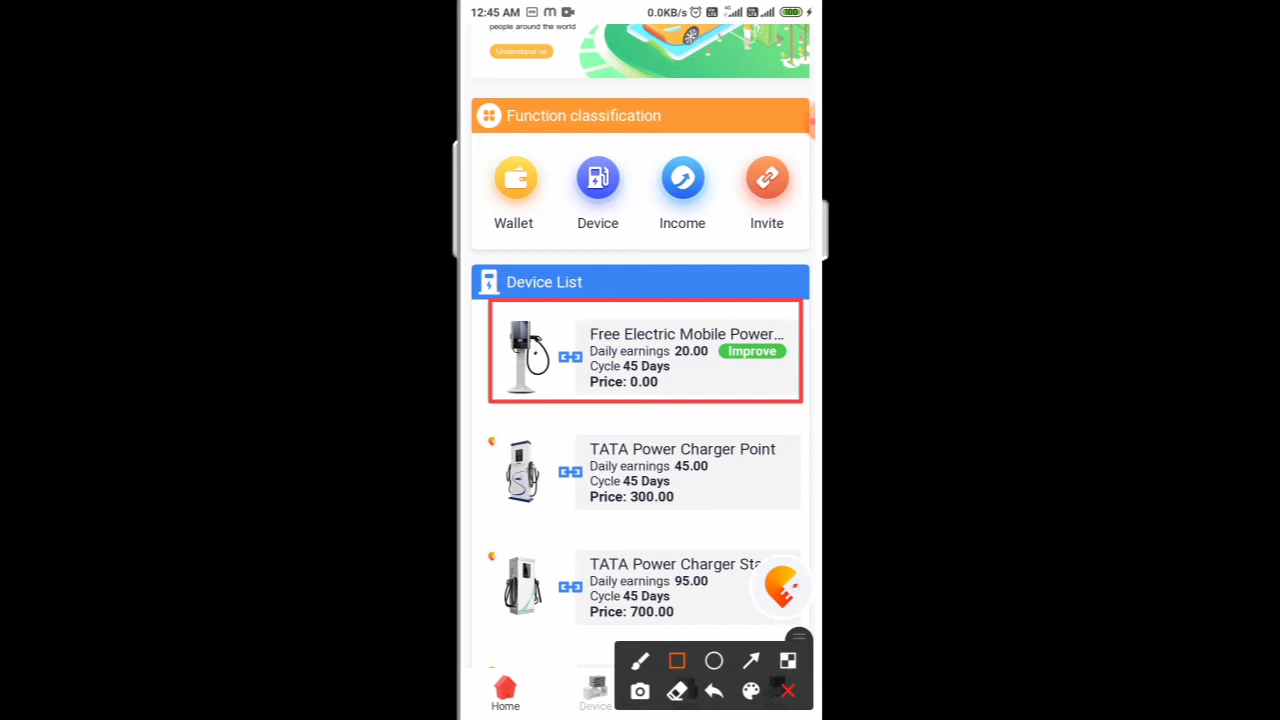 12:45 AM
0.0KB/s
100
people around the world
Understand us
Function classification
Wallet Device Income Invite
Device List
Free Electric Mobile Power...
Daily earnings 20.00 Improve
Cycle 45 Days
Price: 0.00
TATA Power Charger Point
Daily earnings 45.00
Cycle 45 Days
Price: 300.00
TATA Power Charger Sta
Daily earnings 95.00
Cycle 45 Days
Price: 700.00
Home Device